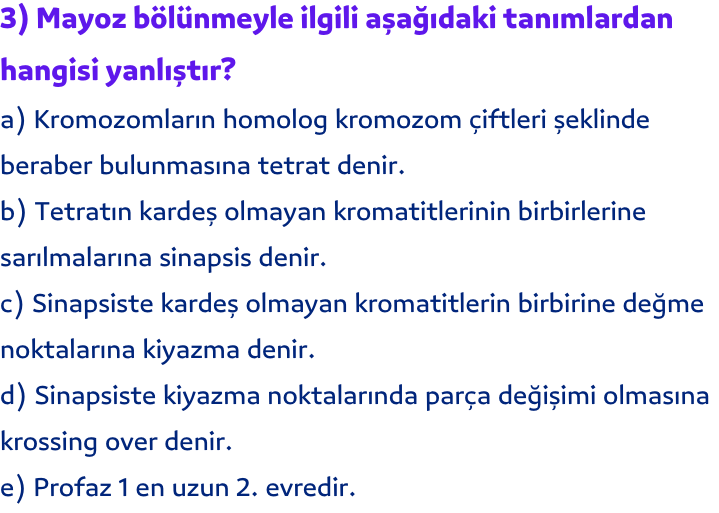 3) Mayoz bölünmeyle ilgili aşağıdaki tanımlardan
hangisi yanlıştır?
a) Kromozomların homolog kromozom çiftleri şeklinde
beraber bulunmasına tetrat denir.
b) Tetratın kardeş olmayan kromatitlerinin birbirlerine
sarılmalarına sinapsis denir.
c) Sinapsiste kardeş olmayan kromatitlerin birbirine değme
noktalarına kiyazma denir.
d) Sinapsiste kiyazma noktalarında parça değişimi olmasına
krossing over denir.
e) Profaz 1 en uzun 2. evredir.